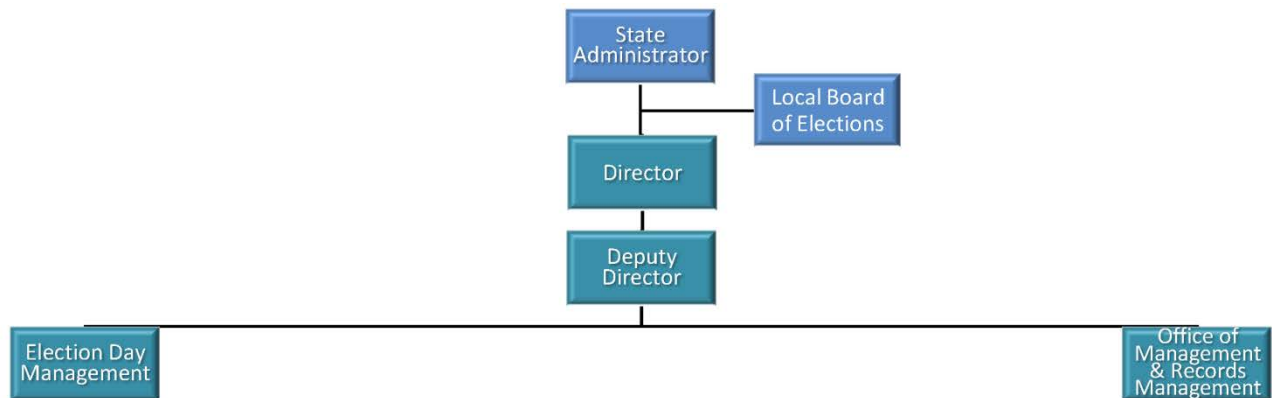 State
Administrator
Local Board
of Elections
Director
Deputy
Director
Election Day
Management
Office of
Management
& Records
Management